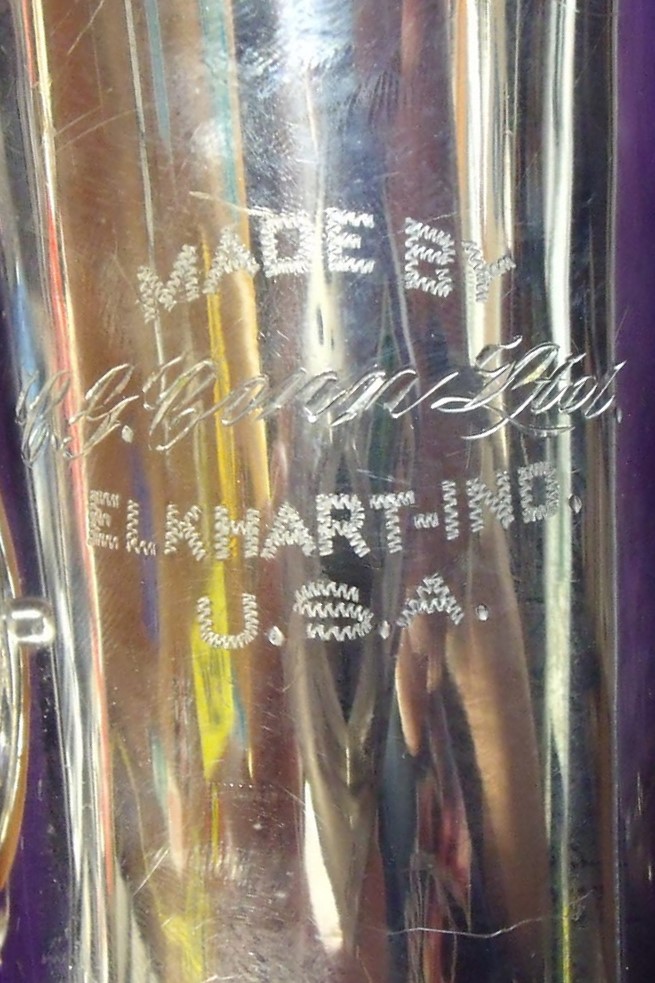 MADE BY
C.G. Conn Ltd.
ELKHART-IND.
U.S.A.